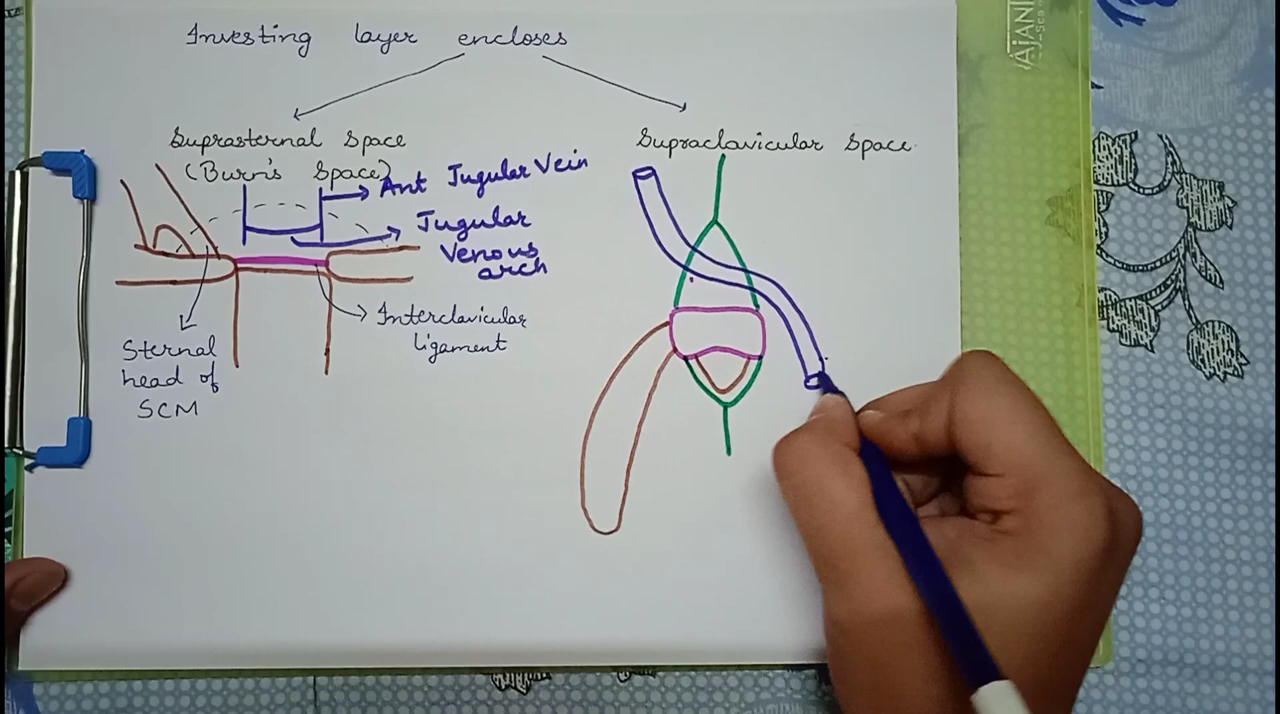 Investing layer encloses
Suprasternal Space
(Burn's Space)
Ant Jugular Vein
Jugular
Venous
arch
Interclavicular
ligament
Sternal
head of
SCM
Supraclavicular Space
AJANI